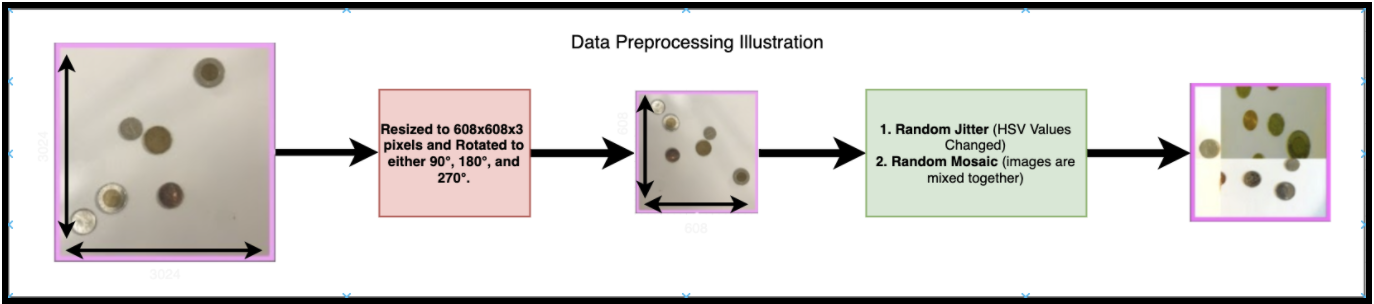 Data Preprocessing Illustration
3024
3024
Resized to 608x608x3
pixels and Rotated to
either 90°, 180°, and
270°.
608
608
1. Random Jitter (HSV Values
Changed)
2. Random Mosaic (images are
mixed together)